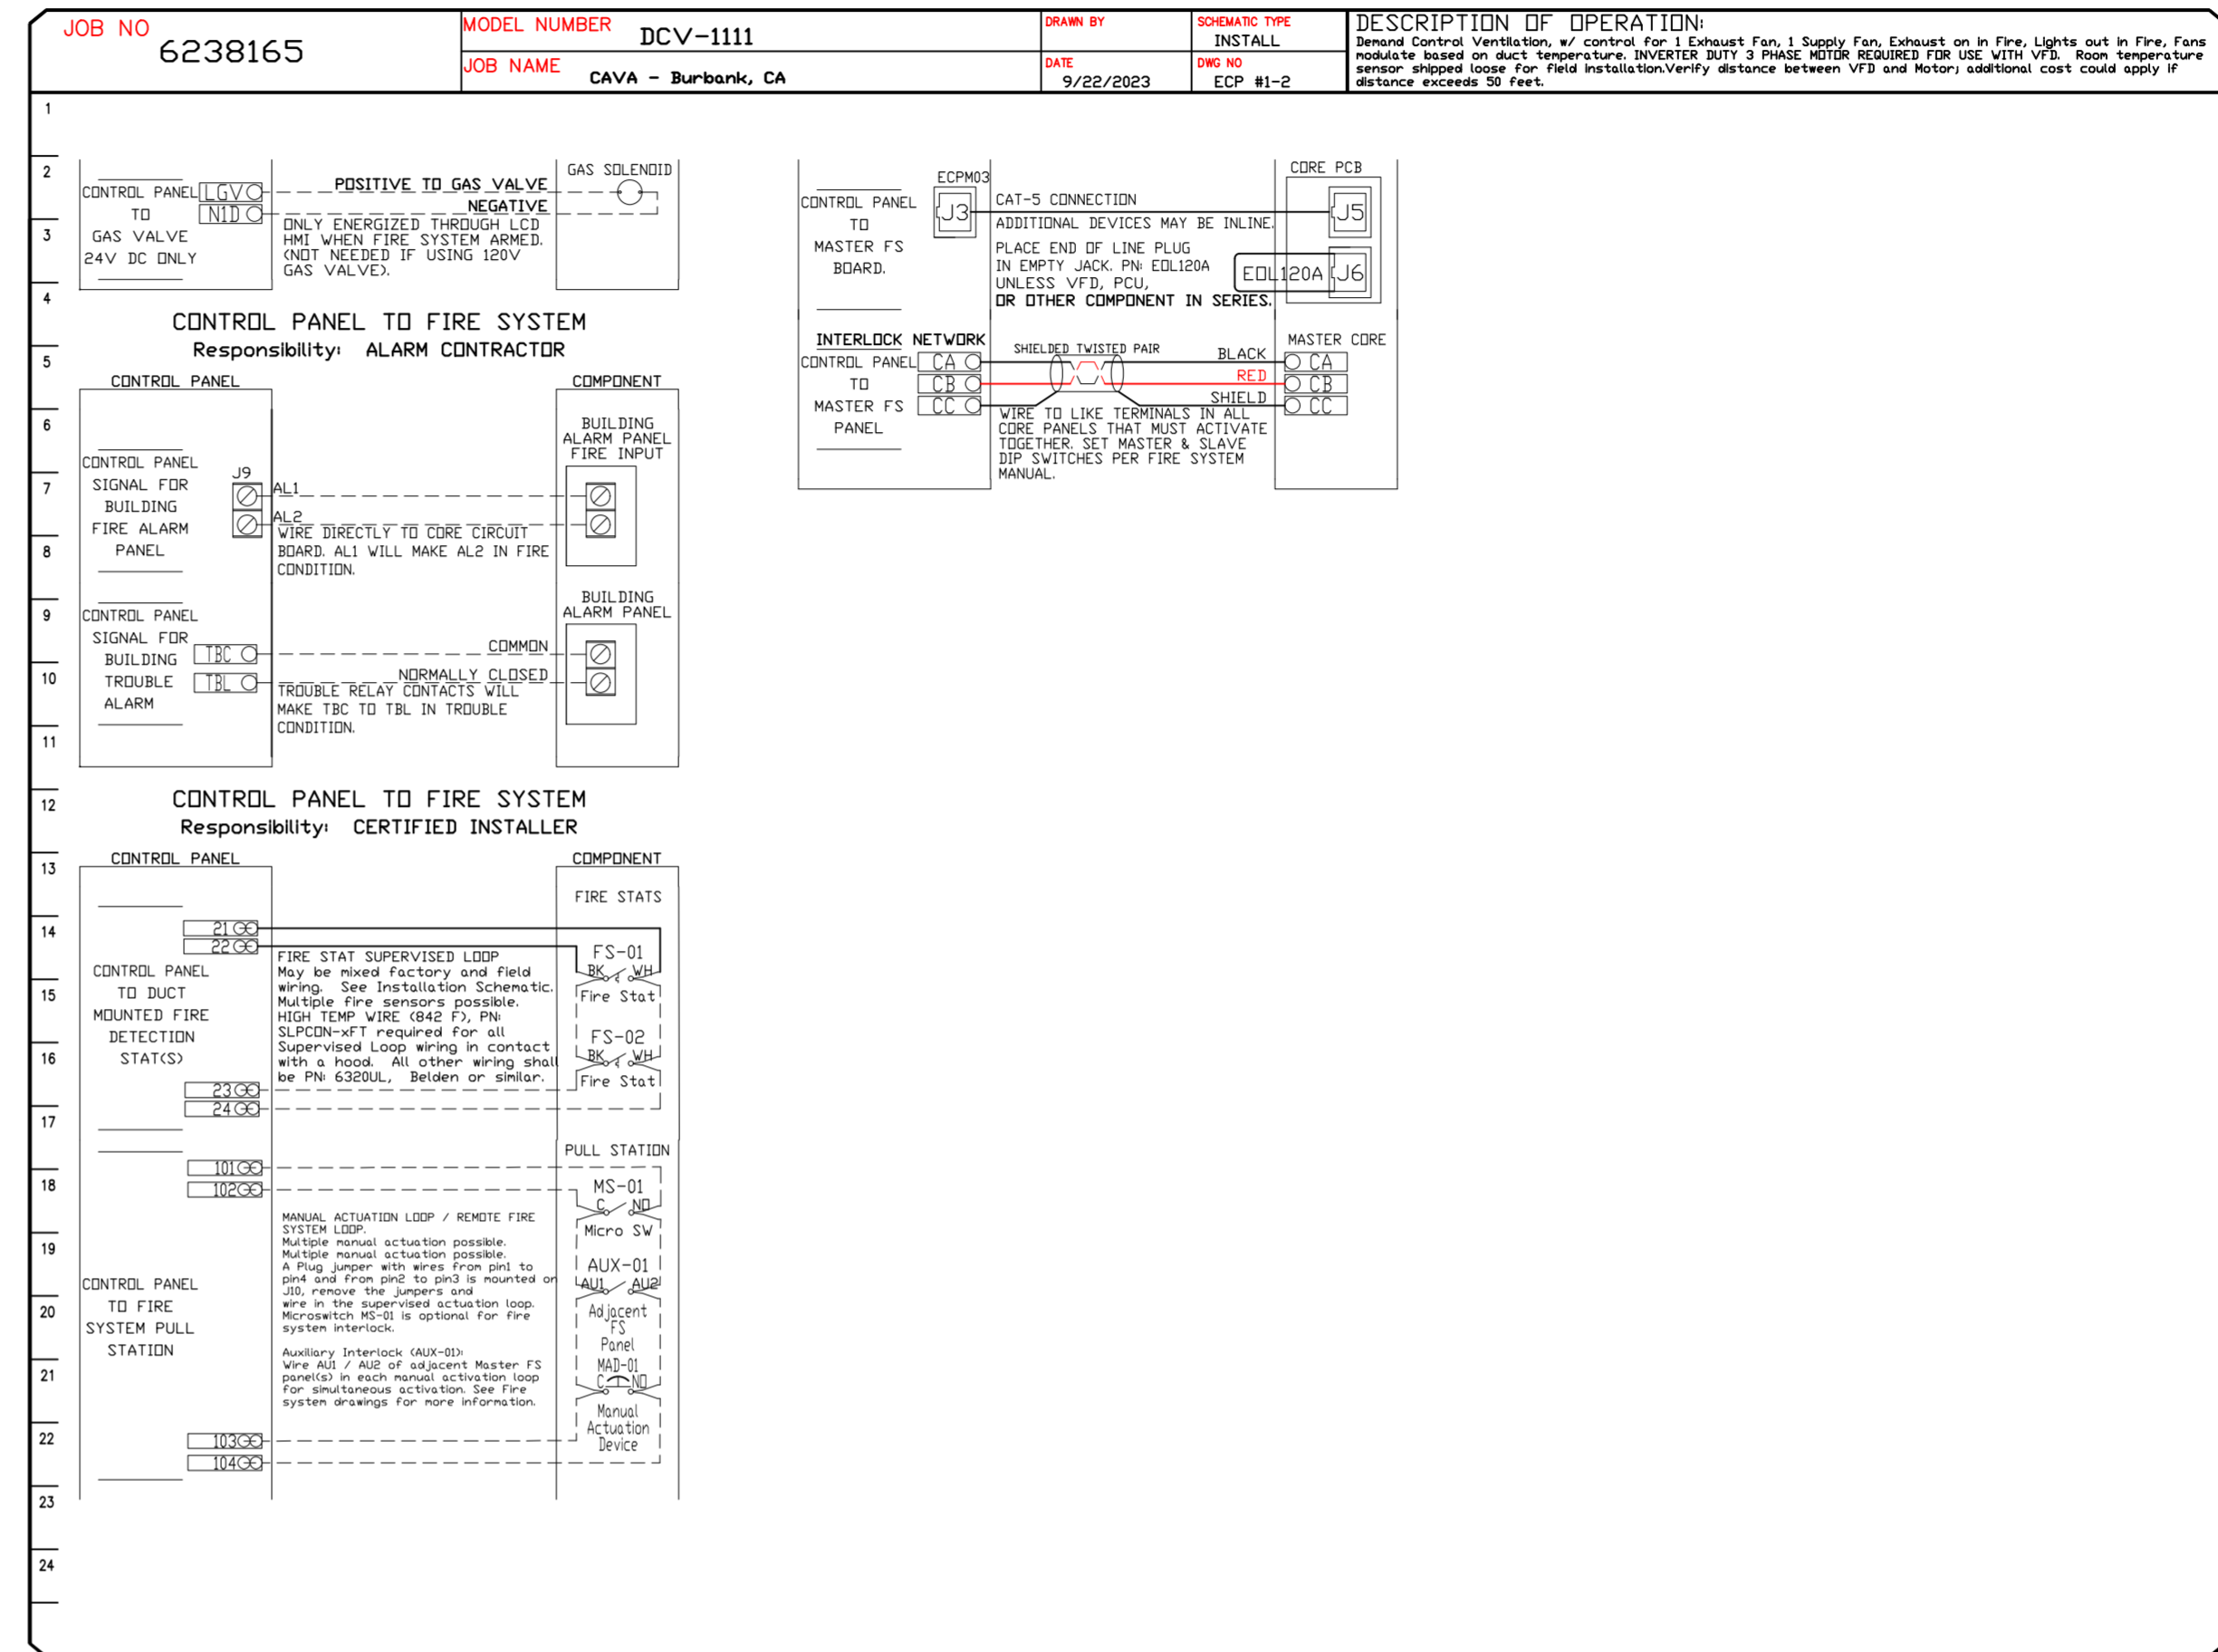 JOB NO
6238165
MODEL NUMBER
DCV-1111
JOB NAME
CAVA - Burbank, CA
DRAWN BY
DATE
9/22/2023
SCHEMATIC TYPE
INSTALL
DWG NO
ECP #1-2
DESCRIPTION OF OPERATION:
Demand Control Ventilation, w/ control for 1 Exhaust Fan, 1 Supply Fan, Exhaust on in Fire, Lights out in Fire, Fans
modulate based on duct temperature. INVERTER DUTY 3 PHASE MOTOR REQUIRED FOR USE WITH VFD. Room temperature
sensor shipped loose for field installation.Verify distance between VFD and Motor; additional cost could apply if
distance exceeds 50 feet.
1
2
3
4
5
6
7
8
9
10
11
12
13
14
15
16
17
18
19
20
21
22
23
24
CONTROL PANEL
TO
GAS VALVE
24V DC ONLY
LGV
N1D
POSITIVE TO GAS VALVE
NEGATIVE
ONLY ENERGIZED THROUGH LCD
HMI WHEN FIRE SYSTEM ARMED.
(NOT NEEDED IF USING 120V
GAS VALVE).
GAS SOLENOID
CONTROL PANEL TO FIRE SYSTEM
Responsibility: ALARM CONTRACTOR
CONTROL PANEL
COMPONENT
CONTROL PANEL
SIGNAL FOR
BUILDING
FIRE ALARM
PANEL
J9
AL1
AL2
WIRE DIRECTLY TO CORE CIRCUIT
BOARD. AL1 WILL MAKE AL2 IN FIRE
CONDITION.
BUILDING
ALARM PANEL
FIRE INPUT
CONTROL PANEL
SIGNAL FOR
BUILDING
TROUBLE
ALARM
TBC
TBL
COMMON
NORMALLY CLOSED
TROUBLE RELAY CONTACTS WILL
MAKE TBC TO TBL IN TROUBLE
CONDITION.
BUILDING
ALARM PANEL
CONTROL PANEL TO FIRE SYSTEM
Responsibility: CERTIFIED INSTALLER
CONTROL PANEL
COMPONENT
CONTROL PANEL
TO DUCT
MOUNTED FIRE
DETECTION
STAT(S)
21
22
23
24
FIRE STAT SUPERVISED LOOP
May be mixed factory and field
wiring. See Installation Schematic.
Multiple fire sensors possible.
HIGH TEMP WIRE (842 F), PN:
SLPCON-xFT required for all
Supervised Loop wiring in contact
with a hood. All other wiring shall
be PN: 6320UL, Belden or similar.
FIRE STATS
FS-01
BK WH
Fire Stat
FS-02
BK WH
Fire Stat
CONTROL PANEL
TO FIRE
SYSTEM PULL
STATION
101
102
103
104
MANUAL ACTUATION LOOP / REMOTE FIRE
SYSTEM LOOP.
Multiple manual actuation possible.
Multiple manual actuation possible.
A Plug jumper with wires from pin1 to
pin4 and from pin2 to pin3 is mounted on
J10, remove the jumpers and
wire in the supervised actuation loop.
Microswitch MS-01 is optional for fire
system interlock.
Auxiliary Interlock (AUX-01):
Wire AU1 / AU2 of adjacent Master FS
panel(s) in each manual activation loop
for simultaneous activation. See Fire
system drawings for more information.
PULL STATION
MS-01
C NO
Micro SW
AUX-01
AU1 AU2
Adjacent
FS
Panel
MAD-01
C NO
Manual
Actuation
Device
CONTROL PANEL
TO
MASTER FS
BOARD.
ECPM03
J3
CAT-5 CONNECTION
ADDITIONAL DEVICES MAY BE INLINE.
PLACE END OF LINE PLUG
IN EMPTY JACK. PN: EOL120A
UNLESS VFD, PCU,
OR OTHER COMPONENT IN SERIES.
CORE PCB
J5
EOL120A
J6
INTERLOCK NETWORK
CONTROL PANEL
TO
MASTER FS
PANEL
CA
CB
CC
SHIELDED TWISTED PAIR
BLACK
RED
SHIELD
WIRE TO LIKE TERMINALS IN ALL
CORE PANELS THAT MUST ACTIVATE
TOGETHER. SET MASTER & SLAVE
DIP SWITCHES PER FIRE SYSTEM
MANUAL.
MASTER CORE
CA
CB
CC